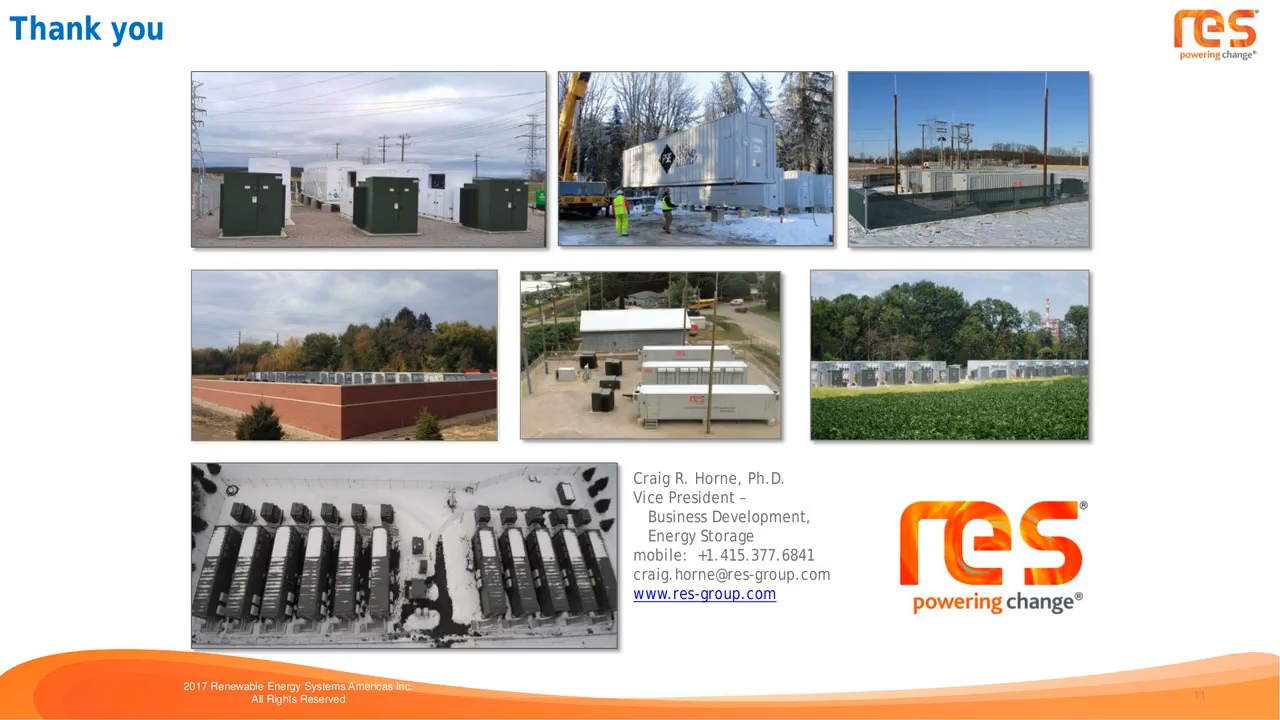 Thank you
res
powering change®
res
res
Craig R. Horne, Ph.D.
Vice President –
Business Development,
Energy Storage
mobile: +1.415.377.6841
craig.horne@res-group.com
www.res-group.com
res®
powering change®
2017 Renewable Energy Systems Americas Inc.
All Rights Reserved
11